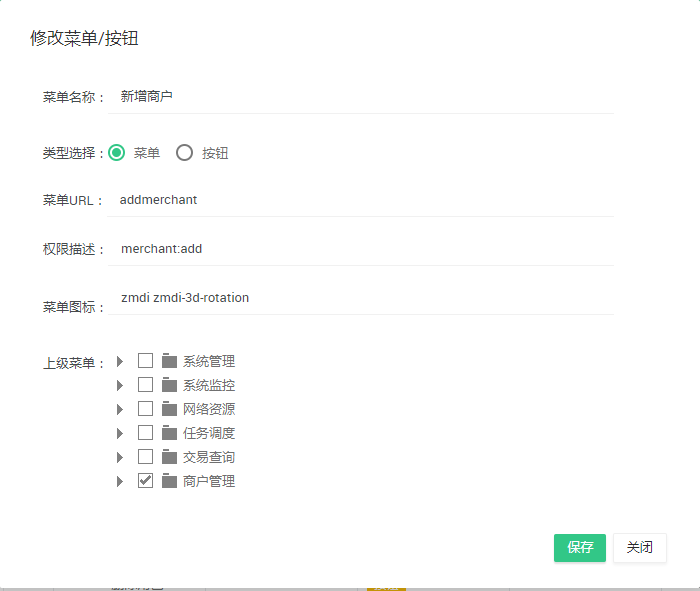 修改菜单/按钮
菜单名称： 新增商户
类型选择： 菜单 按钮
菜单URL： addmerchant
权限描述： merchant:add
菜单图标： zmdi zmdi-3d-rotation
上级菜单： 系统管理
系统监控
网络资源
任务调度
交易查询
商户管理
保存 关闭